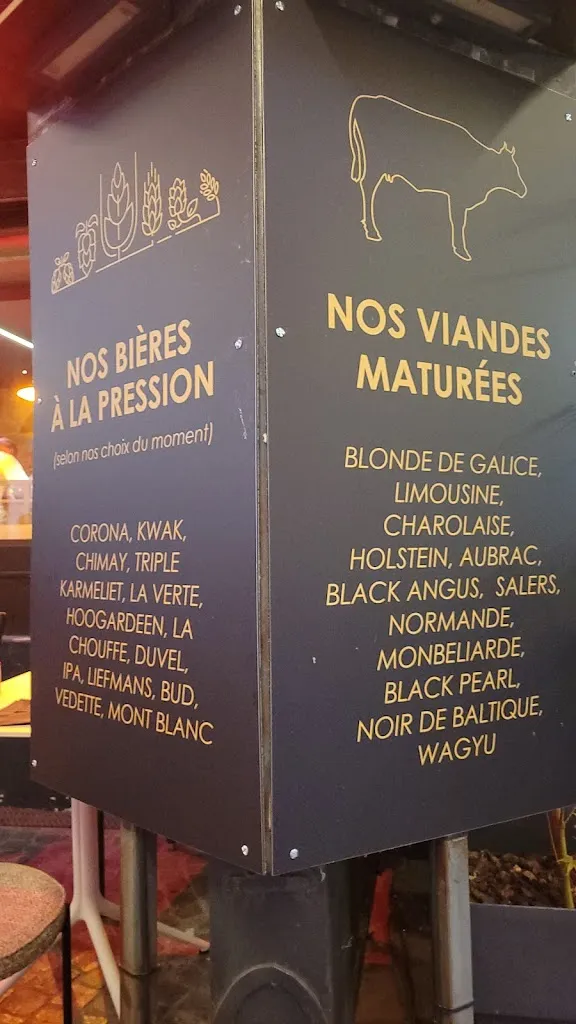 NOS BIÈRES
À LA PRESSION
(selon nos choix du moment)
CORONA, KWAK,
CHIMAY, TRIPLE
KARMELIET, LA VERTE,
HOOGARDEEN, LA
CHOUFFE, DUVEL,
IPA, LIEFMANS, BUD,
VEDETTE, MONT BLANC
NOS VIANDES
MATURÉES
BLONDE DE GALICE,
LIMOUSINE,
CHAROLAISE,
HOLSTEIN, AUBRAC,
BLACK ANGUS, SALERS,
NORMANDE,
MONBELIARDE,
BLACK PEARL,
NOIR DE BALTIQUE,
WAGYU